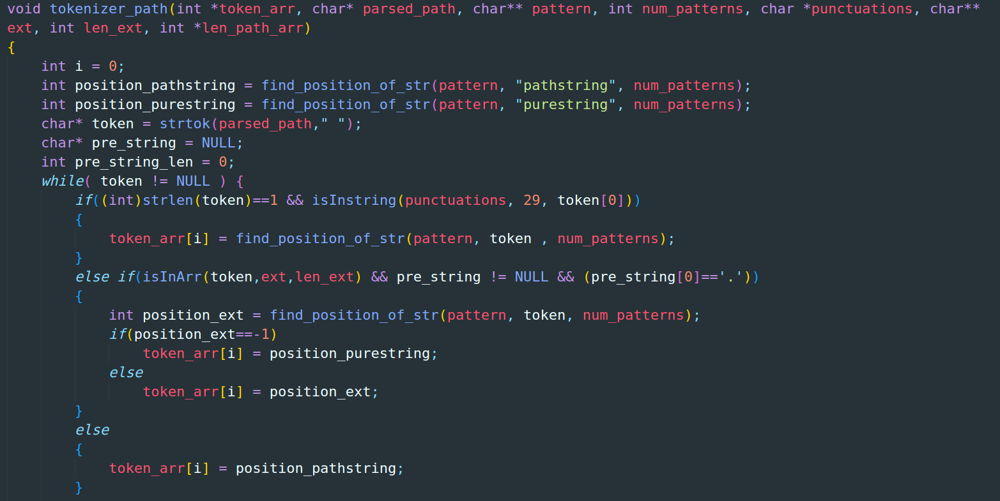 void tokenizer_path(int *token_arr, char* parsed_path, char** pattern, int num_patterns, char *punctuations, char**
ext, int len_ext, int *len_path_arr)
{
    int i = 0;
    int position_pathstring = find_position_of_str(pattern, "pathstring", num_patterns);
    int position_purestring = find_position_of_str(pattern, "purestring", num_patterns);
    char* token = strtok(parsed_path," ");
    char* pre_string = NULL;
    int pre_string_len = 0;
    while( token != NULL ) {
        if((int)strlen(token)==1 && isInstring(punctuations, 29, token[0]))
        {
            token_arr[i] = find_position_of_str(pattern, token , num_patterns);
        }
        else if(isInArr(token,ext,len_ext) && pre_string != NULL && (pre_string[0]=='.'))
        {
            int position_ext = find_position_of_str(pattern, token, num_patterns);
            if(position_ext==-1)
                token_arr[i] = position_purestring;
            else
                token_arr[i] = position_ext;
        }
        else
        {
            token_arr[i] = position_pathstring;
        }